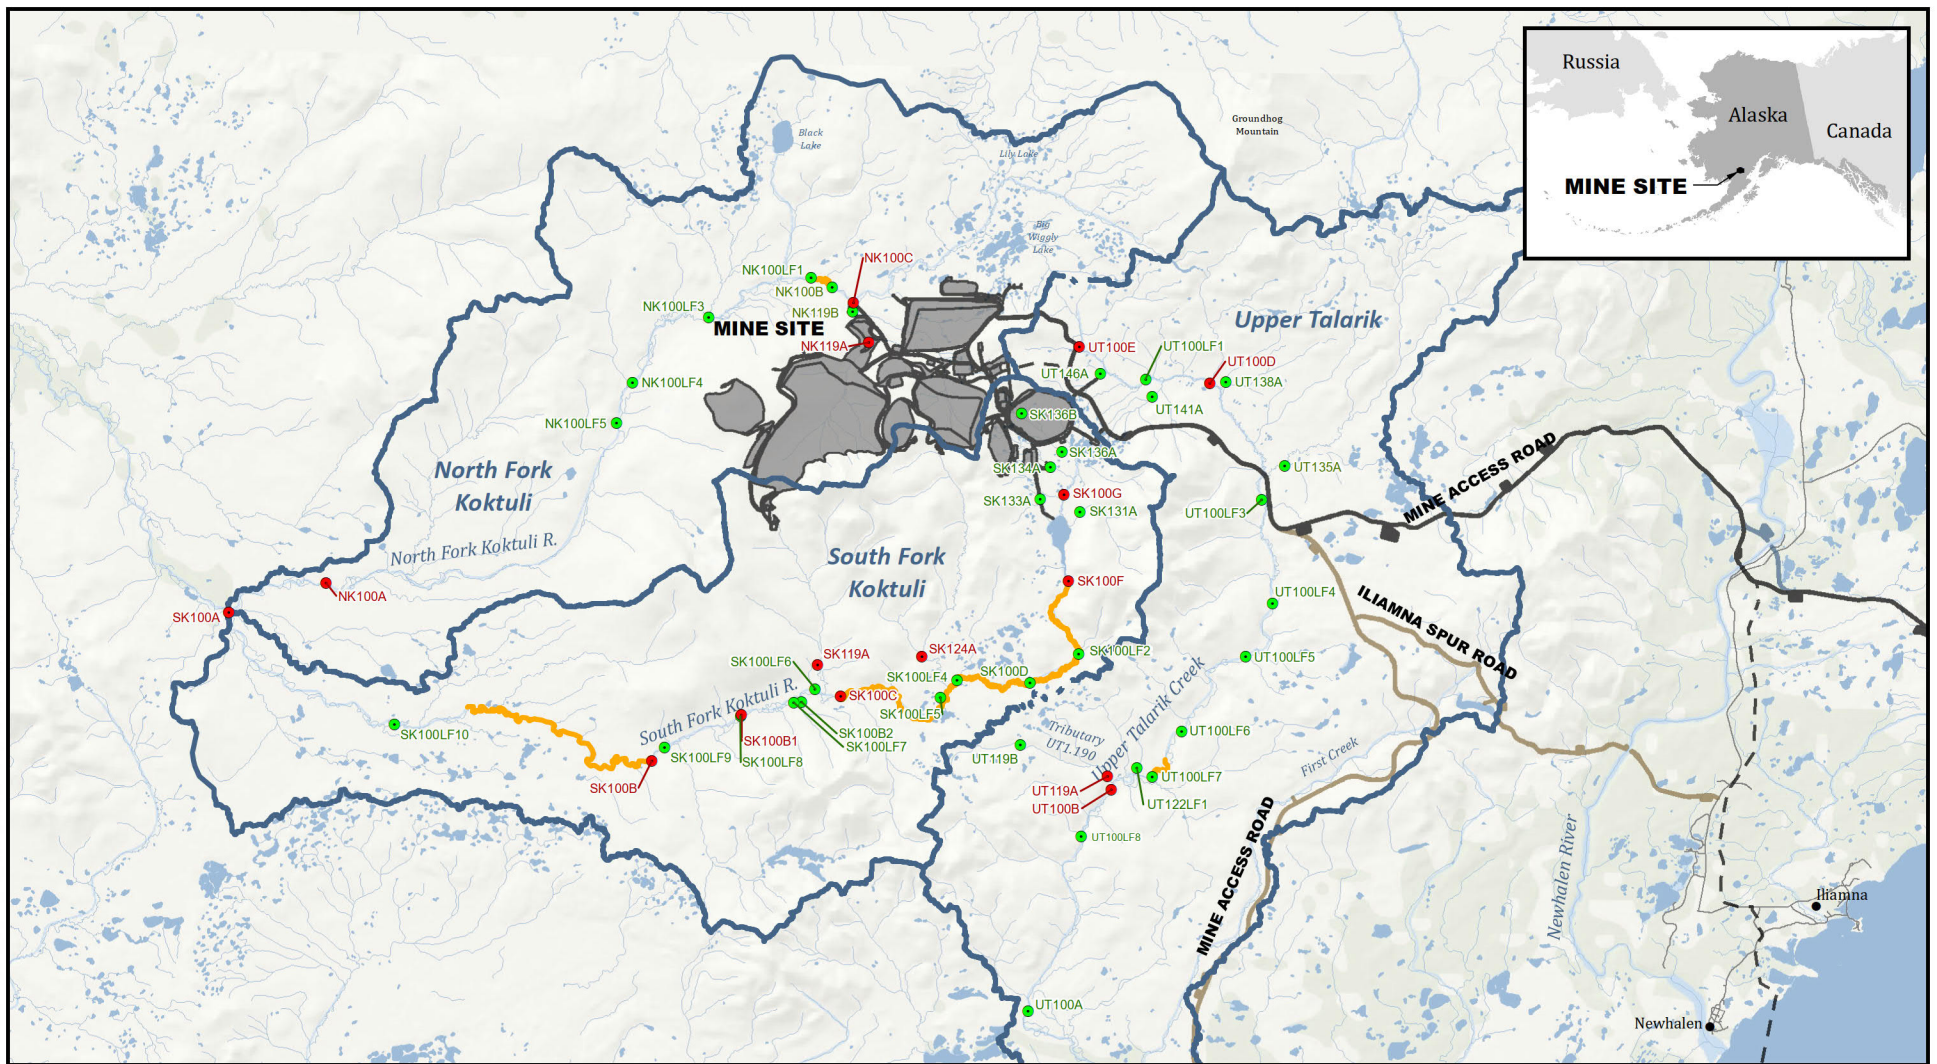 Russia
Alaska
Canada
MINE SITE
Groundhog
Mountain
Black
Lake
Lily Lake
Big
Wiggly
Lake
NK100C
NK100LF1
NK100B
NK100LF3
NK119B
MINE SITE
NK119A
Upper Talarik
UT100E
UT100LF1
UT100D
UT146A
UT138A
NK100LF4
UT141A
SK136B
NK100LF5
SK136A
SK134A
UT135A
MINE ACCESS ROAD
North Fork
Koktuli
SK100G
SK133A
SK131A
UT100LF3
North Fork Koktuli R.
South Fork
Koktuli
SK100F
NK100A
SK100A
UT100LF4
ILIAMNA SPUR ROAD
SK119A
SK124A
SK100LF2
SK100LF6
UT100LF5
SK100LF4
SK100D
SK100C
South Fork Koktuli R.
SK100LF5
SK100B2
SK100LF7
SK100B1
SK100LF8
SK100LF10
SK100LF9
SK100B
Tributary
UT1.190
Upper Talarik Creek
UT100LF6
UT119B
First Creek
UT100LF7
UT119A
UT100B
UT122LF1
UT100LF8
MINE ACCESS ROAD
Newhalen River
Iliamna
UT100A
Newhalen